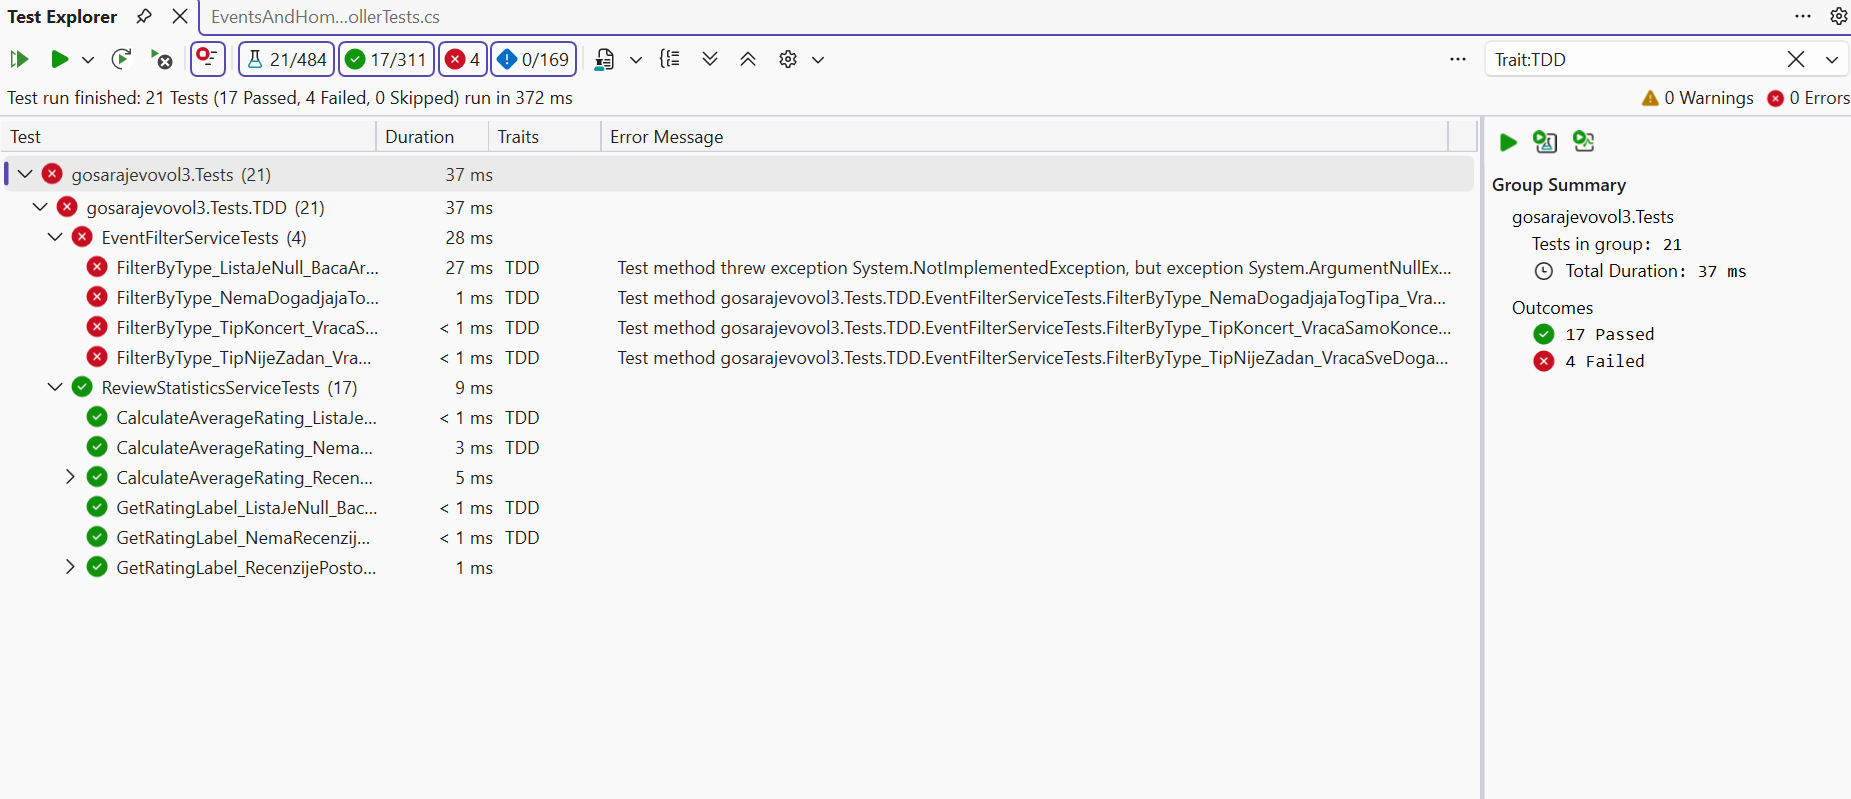 Test Explorer EventsAndHom...ollerTests.cs
21/484 17/311 4 0/169 Trait:TDD
Test run finished: 21 Tests (17 Passed, 4 Failed, 0 Skipped) run in 372 ms 0 Warnings 0 Errors
Test Duration Traits Error Message
gosarajevovol3.Tests (21) 37 ms
gosarajevovol3.Tests.TDD (21) 37 ms
EventFilterServiceTests (4) 28 ms
FilterByType_ListaJeNull_BacaAr... 27 ms TDD Test method threw exception System.NotImplementedException, but exception System.ArgumentNullEx...
FilterByType_NemaDogadjajaTo... 1 ms TDD Test method gosarajevovol3.Tests.TDD.EventFilterServiceTests.FilterByType_NemaDogadjajaTogTipa_Vra...
FilterByType_TipKoncert_VracaS... < 1 ms TDD Test method gosarajevovol3.Tests.TDD.EventFilterServiceTests.FilterByType_TipKoncert_VracaSamoKonce...
FilterByType_TipNijeZadan_Vra... < 1 ms TDD Test method gosarajevovol3.Tests.TDD.EventFilterServiceTests.FilterByType_TipNijeZadan_VracaSveDoga...
ReviewStatisticsServiceTests (17) 9 ms
CalculateAverageRating_ListaJe... < 1 ms TDD
CalculateAverageRating_Nema... 3 ms TDD
CalculateAverageRating_Recen... 5 ms
GetRatingLabel_ListaJeNull_Bac... < 1 ms TDD
GetRatingLabel_NemaRecenzij... < 1 ms TDD
GetRatingLabel_RecenzijePosto... 1 ms
Group Summary
gosarajevovol3.Tests
Tests in group: 21
Total Duration: 37 ms
Outcomes
17 Passed
4 Failed